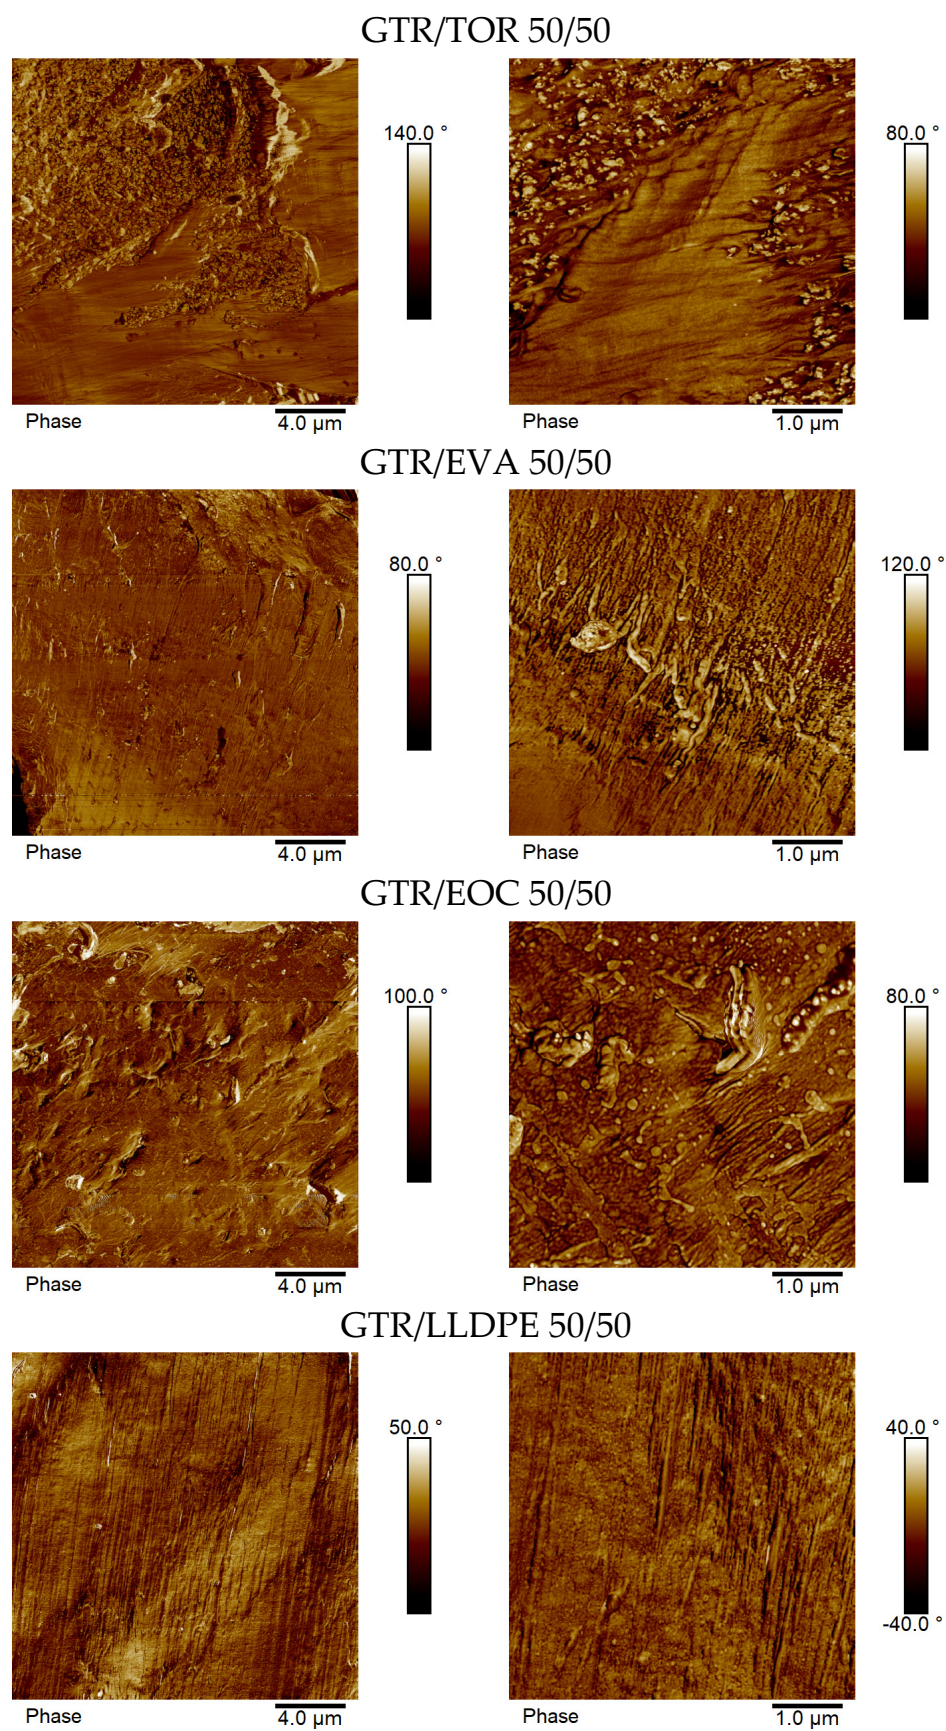 GTR/TOR 50/50
140.0 °
80.0 °
Phase
4.0 µm
Phase
1.0 µm
GTR/EVA 50/50
80.0 °
120.0 °
Phase
4.0 µm
Phase
1.0 µm
GTR/EOC 50/50
100.0 °
80.0 °
Phase
4.0 µm
Phase
1.0 µm
GTR/LLDPE 50/50
50.0 °
40.0 °
-40.0 °
Phase
4.0 µm
Phase
1.0 µm